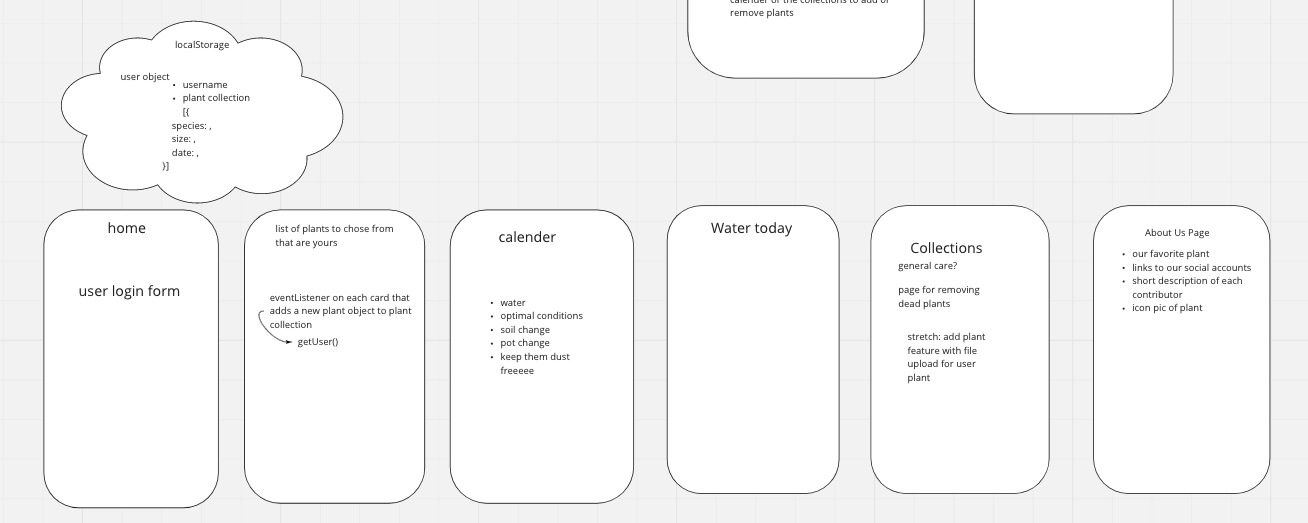 calender of the collections to add or
remove plants
localStorage
user object
• username
• plant collection
[{
species: ,
size: ,
date: ,
}]
home
user login form
list of plants to chose from
that are yours
eventListener on each card that
adds a new plant object to plant
collection
getUser()
calender
• water
• optimal conditions
• soil change
• pot change
• keep them dust
freeeee
Water today
Collections
general care?
page for removing
dead plants
stretch: add plant
feature with file
upload for user
plant
About Us Page
• our favorite plant
• links to our social accounts
• short description of each
contributor
• icon pic of plant